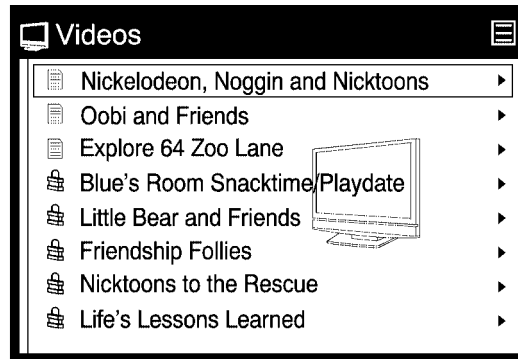 Videos
Nickelodeon, Noggin and Nicktoons
Oobi and Friends
Explore 64 Zoo Lane
Blue's Room Snacktime/Playdate
Little Bear and Friends
Friendship Follies
Nicktoons to the Rescue
Life's Lessons Learned